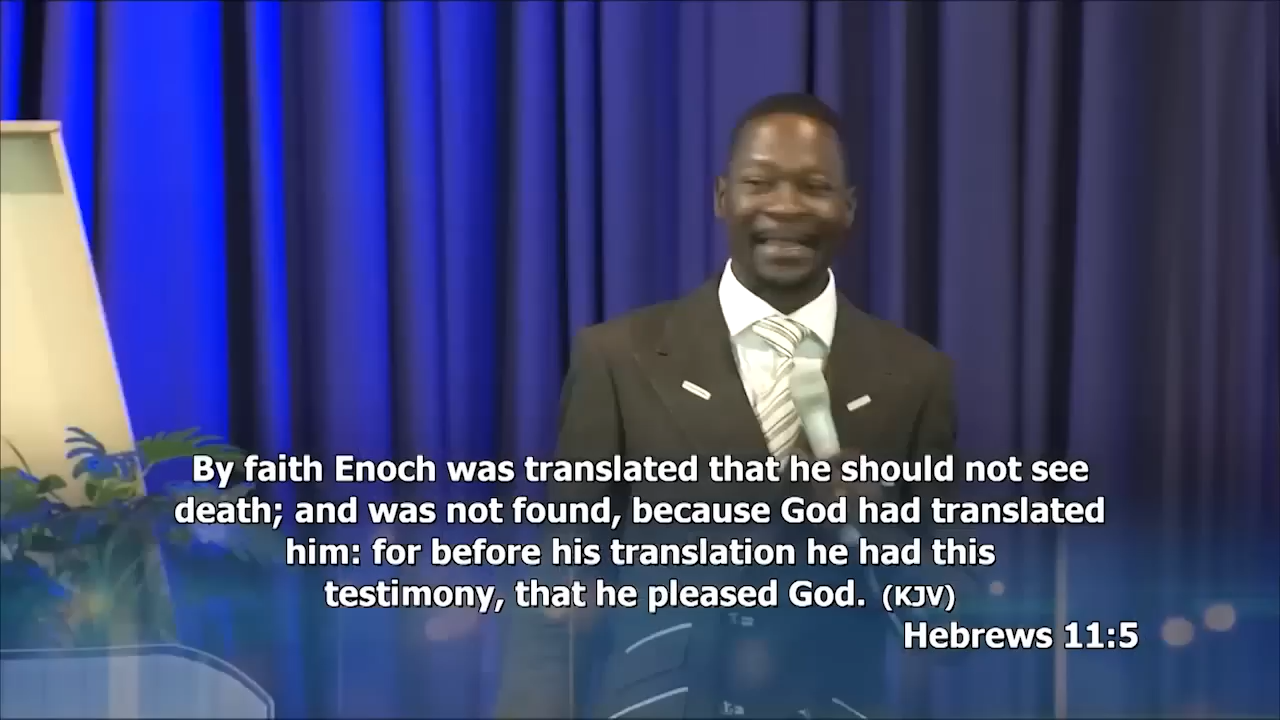 By faith Enoch was translated that he should not see
death; and was not found, because God had translated
him: for before his translation he had this
testimony, that he pleased God. (KJV)
Hebrews 11:5